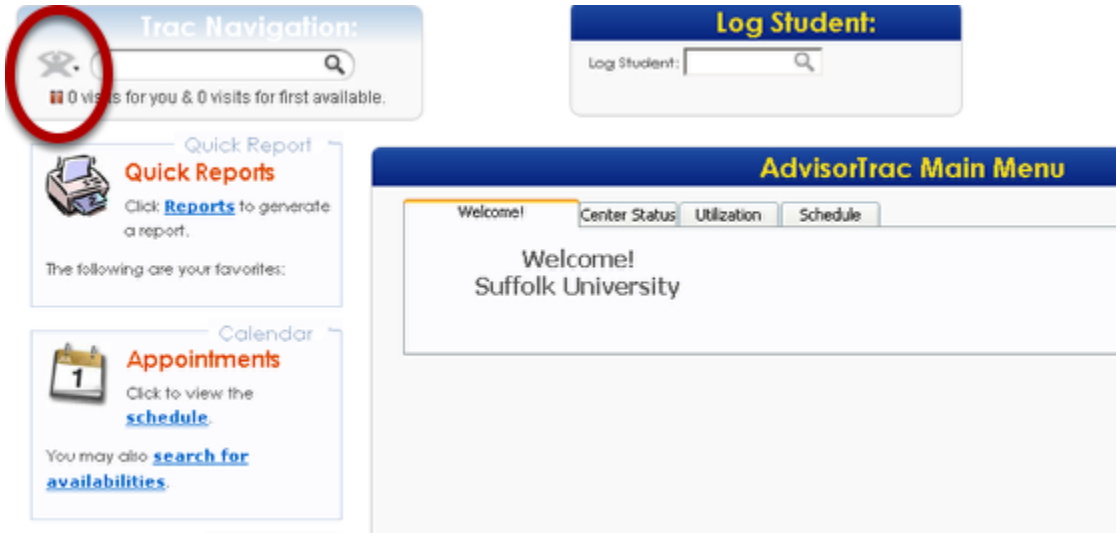 Trac Navigation:
0 visits for you & 0 visits for first available.
Log Student:
Log Student:
Quick Report
Quick Reports
Click Reports to generate
a report.
The following are your favorites:
Calendar
1
Appointments
Click to view the
schedule.
You may also search for
availabilities.
AdvisorTrac Main Menu
Welcome! Center Status Utilization Schedule
Welcome!
Suffolk University